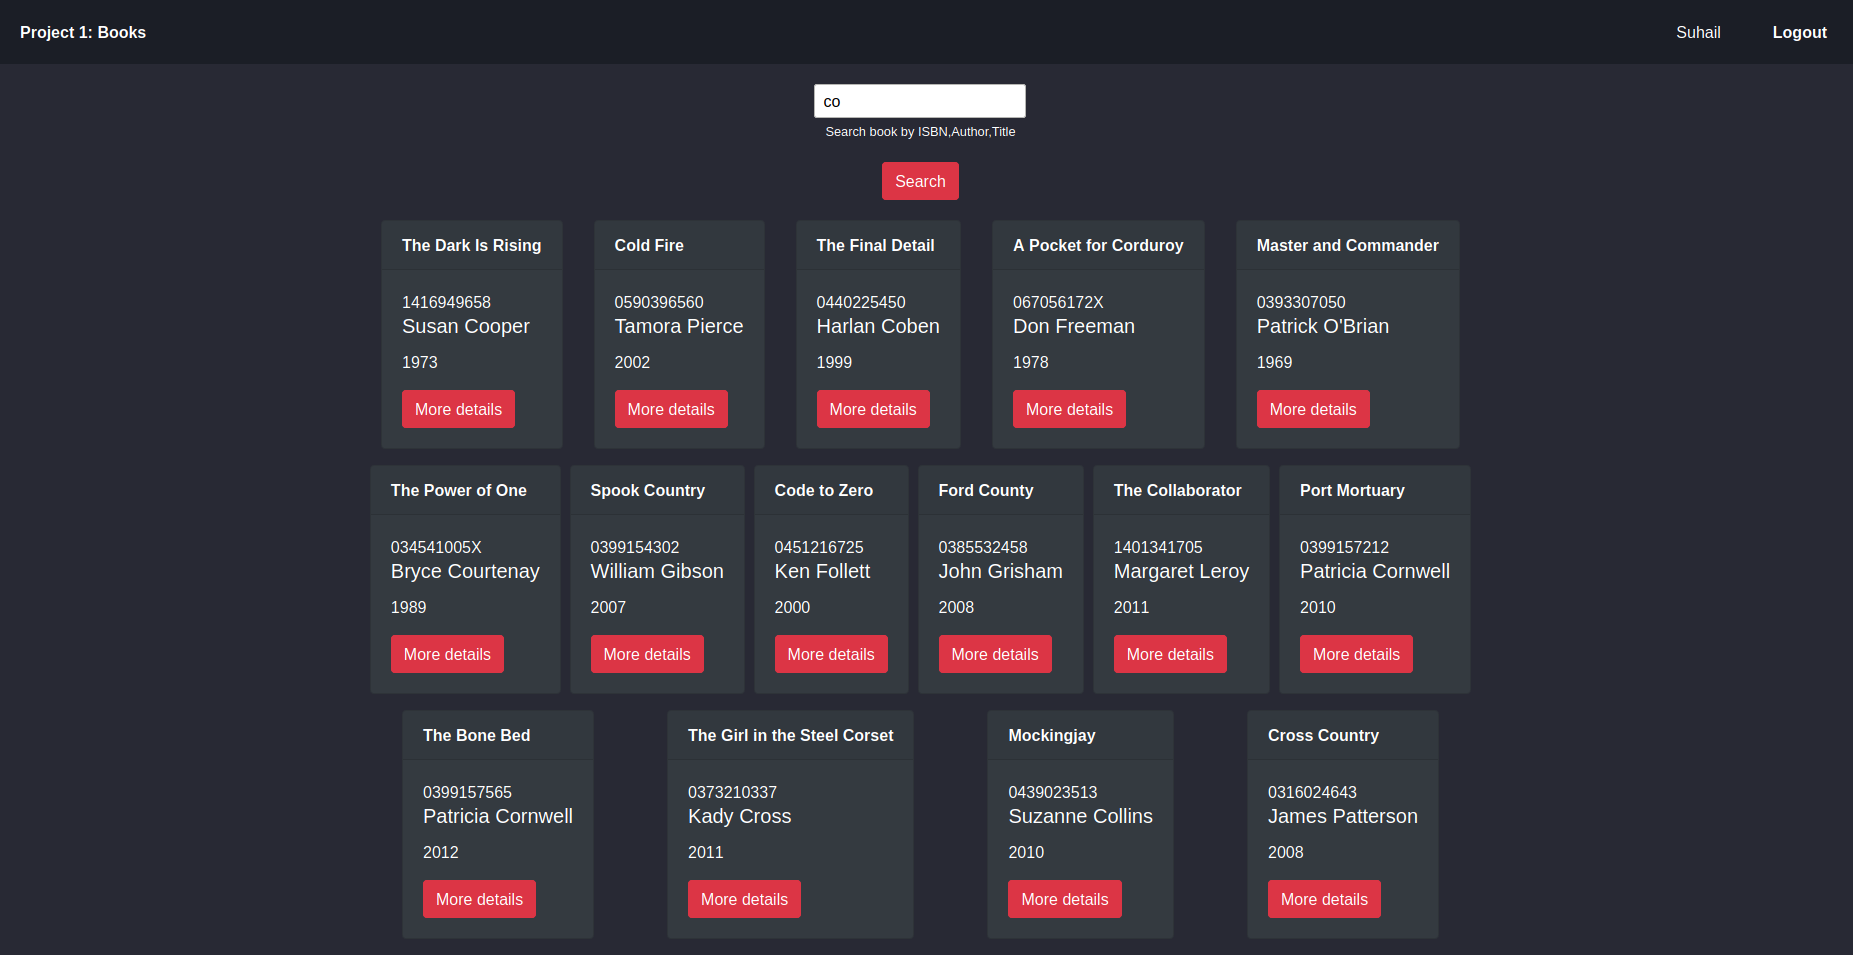 Project 1: Books
Suhail
Logout
co
Search book by ISBN,Author,Title
Search
The Dark Is Rising
1416949658
Susan Cooper
1973
More details
Cold Fire
0590396560
Tamora Pierce
2002
More details
The Final Detail
0440225450
Harlan Coben
1999
More details
A Pocket for Corduroy
067056172X
Don Freeman
1978
More details
Master and Commander
0393307050
Patrick O'Brian
1969
More details
The Power of One
034541005X
Bryce Courtenay
1989
More details
Spook Country
0399154302
William Gibson
2007
More details
Code to Zero
0451216725
Ken Follett
2000
More details
Ford County
0385532458
John Grisham
2008
More details
The Collaborator
1401341705
Margaret Leroy
2011
More details
Port Mortuary
0399157212
Patricia Cornwell
2010
More details
The Bone Bed
0399157565
Patricia Cornwell
2012
More details
The Girl in the Steel Corset
0373210337
Kady Cross
2011
More details
Mockingjay
0439023513
Suzanne Collins
2010
More details
Cross Country
0316024643
James Patterson
2008
More details